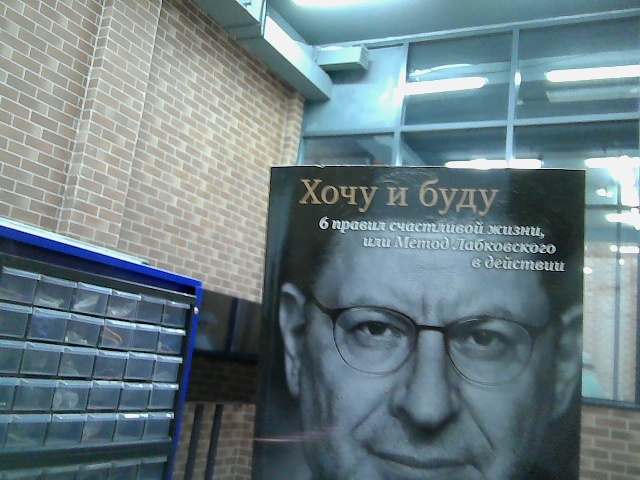 Хочу и буду
6 правил счастливой жизни,
или Метод Лабковского
в действии